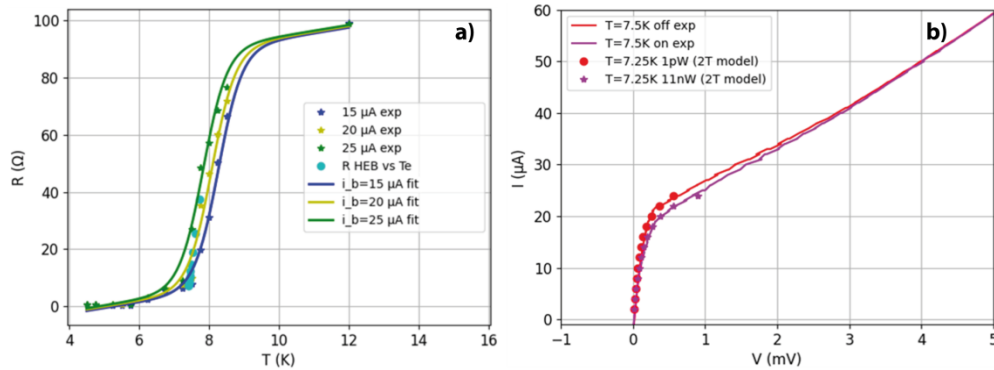 a)
100
80
60
40
20
0
R (Ω)
15 μA exp
20 μA exp
25 μA exp
R HEB vs Te
i_b=15 μA fit
i_b=20 μA fit
i_b=25 μA fit
4 6 8 10 12 14 16
T (K)
b)
60
50
40
30
20
10
0
I (μA)
T=7.5K off exp
T=7.5K on exp
T=7.25K 1pW (2T model)
T=7.25K 11nW (2T model)
−1 0 1 2 3 4 5
V (mV)